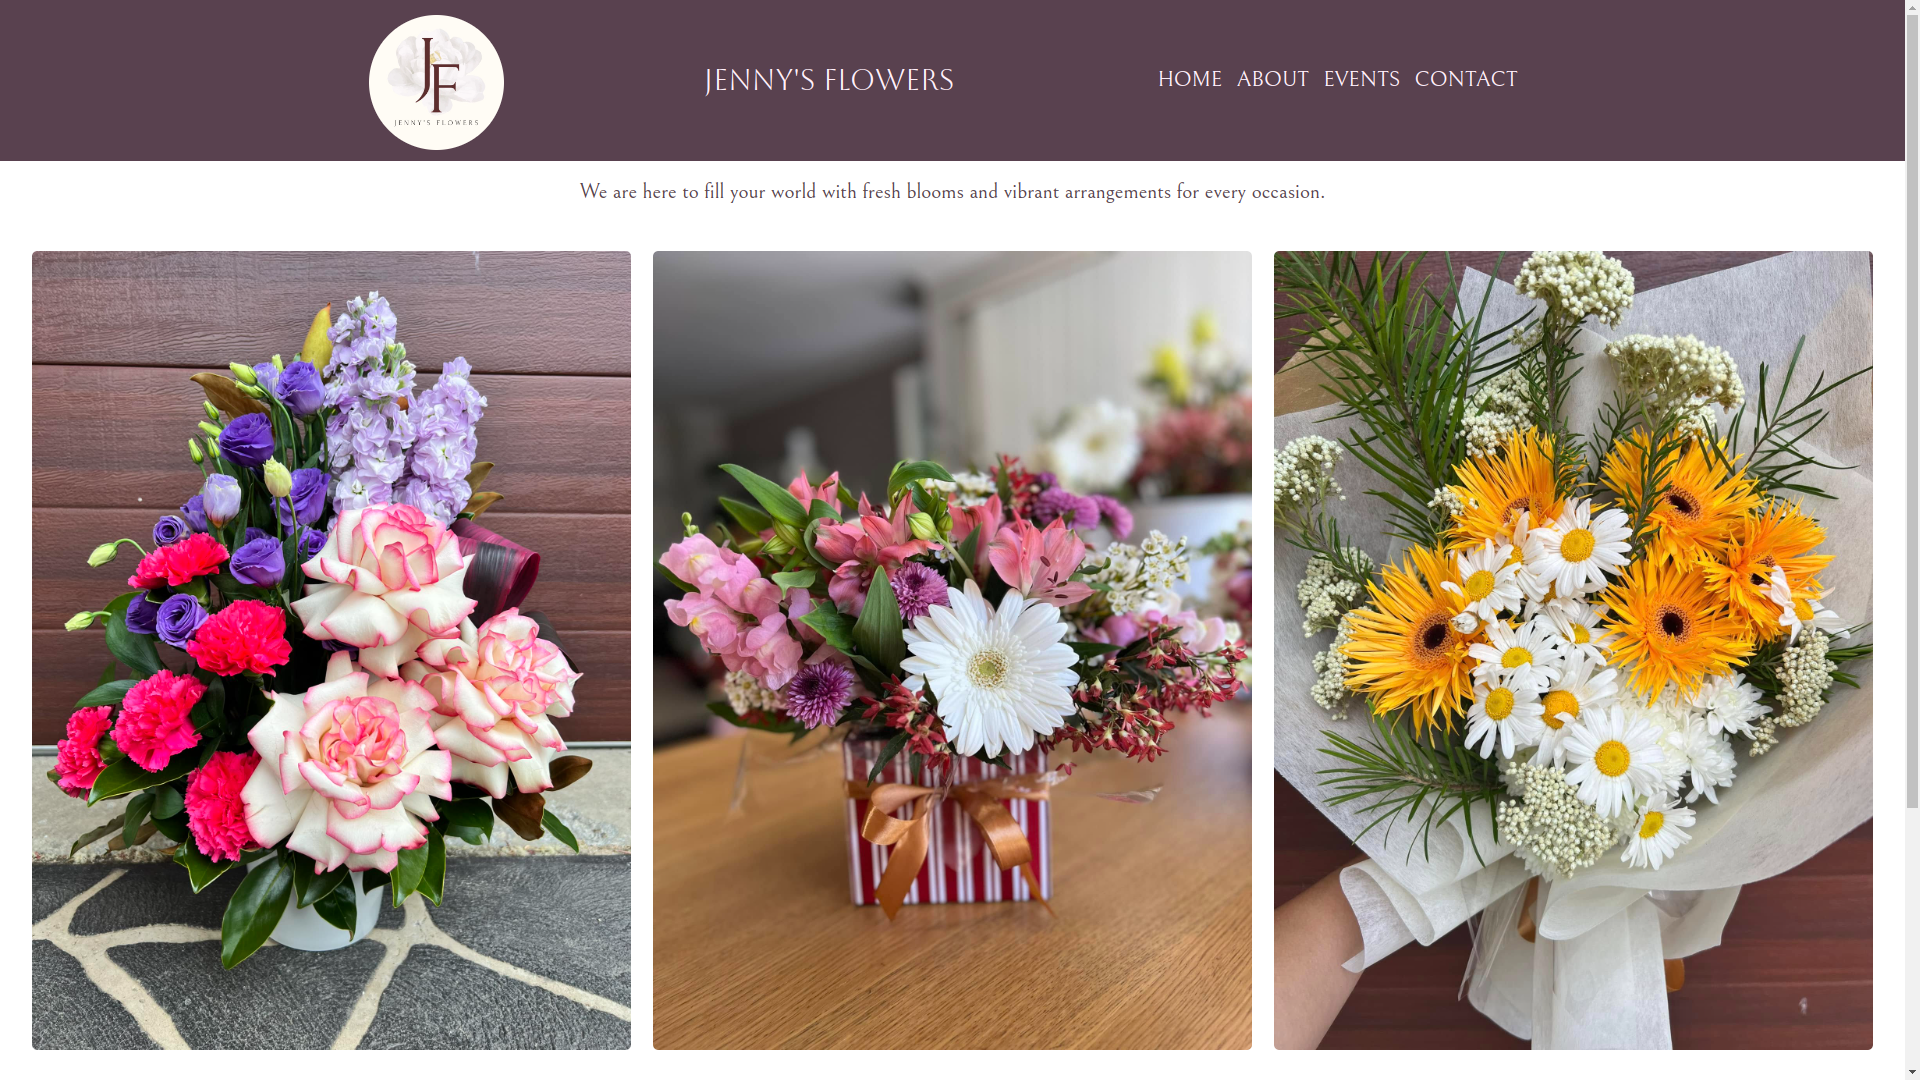 JF
JENNY'S FLOWERS
JENNY'S FLOWERS
HOME ABOUT EVENTS CONTACT
We are here to fill your world with fresh blooms and vibrant arrangements for every occasion.